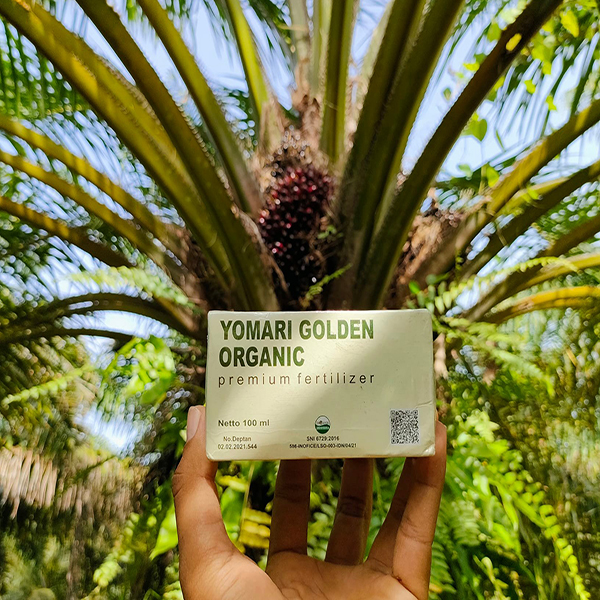 YOMARI GOLDEN
ORGANIC
premium fertilizer
Netto 100 ml
No.Deptan
02.02.2021.544
SNI 6729:2016